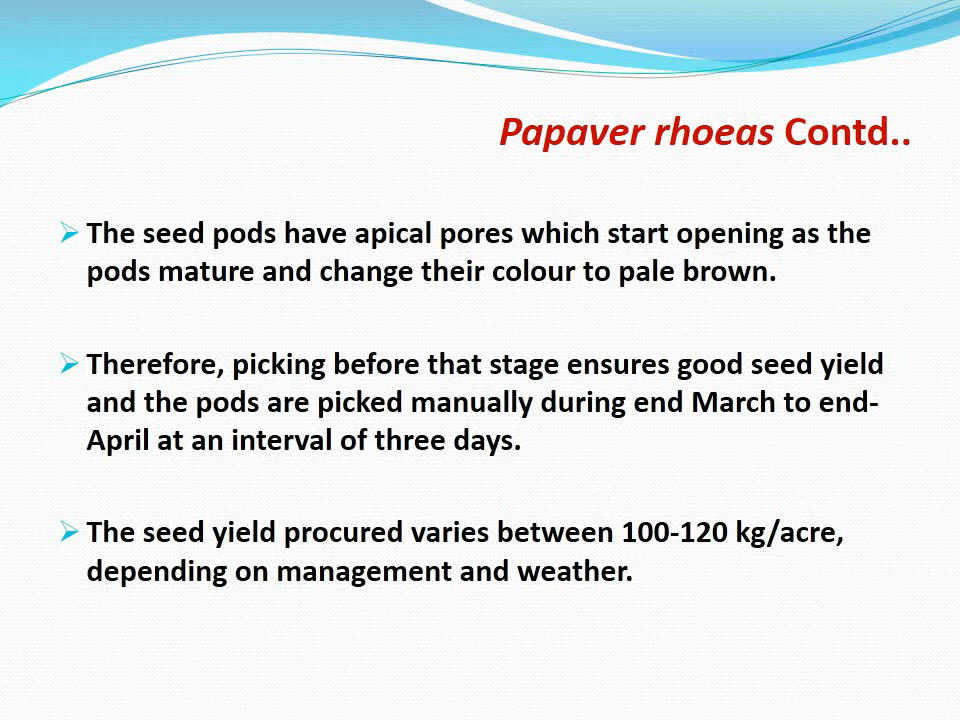 Papaver rhoeas Contd..
The seed pods have apical pores which start opening as the
pods mature and change their colour to pale brown.
Therefore, picking before that stage ensures good seed yield
and the pods are picked manually during end March to end-
April at an interval of three days.
The seed yield procured varies between 100-120 kg/acre,
depending on management and weather.